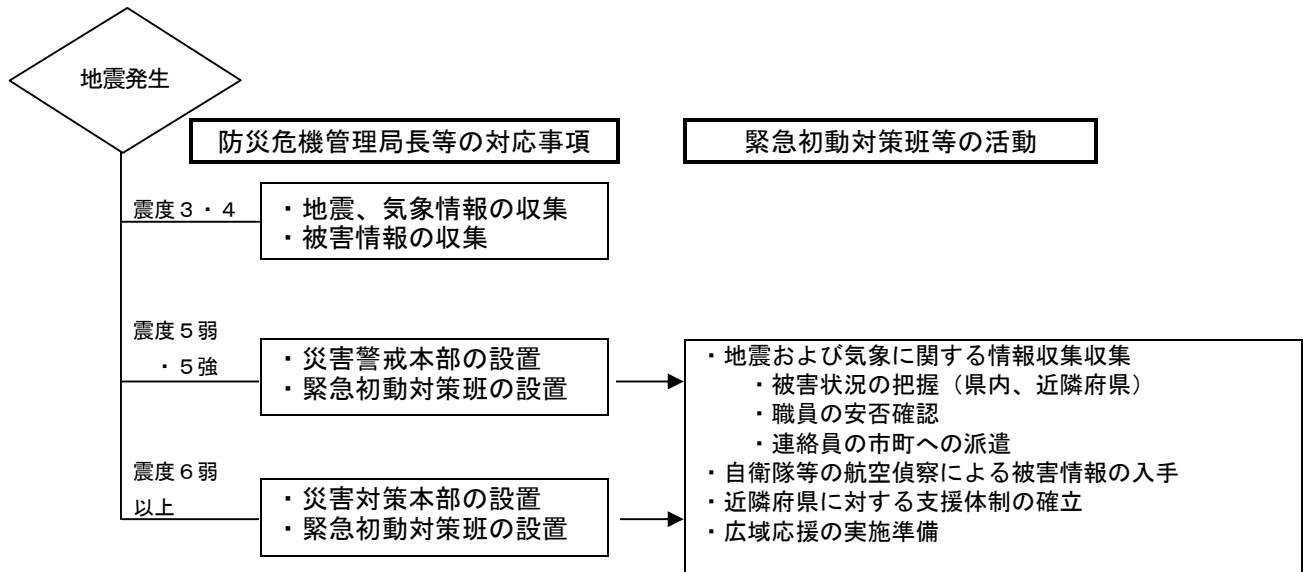 地震発生
防災危機管理局長等の対応事項
緊急初動対策班等の活動
震度3・4
・地震、気象情報の収集
・被害情報の収集
震度5弱
・5強
・災害警戒本部の設置
・緊急初動対策班の設置
震度6弱
以上
・災害対策本部の設置
・緊急初動対策班の設置
・地震および気象に関する情報収集収集
・被害状況の把握（県内、近隣府県）
・職員の安否確認
・連絡員の市町への派遣
・自衛隊等の航空偵察による被害情報の入手
・近隣府県に対する支援体制の確立
・広域応援の実施準備